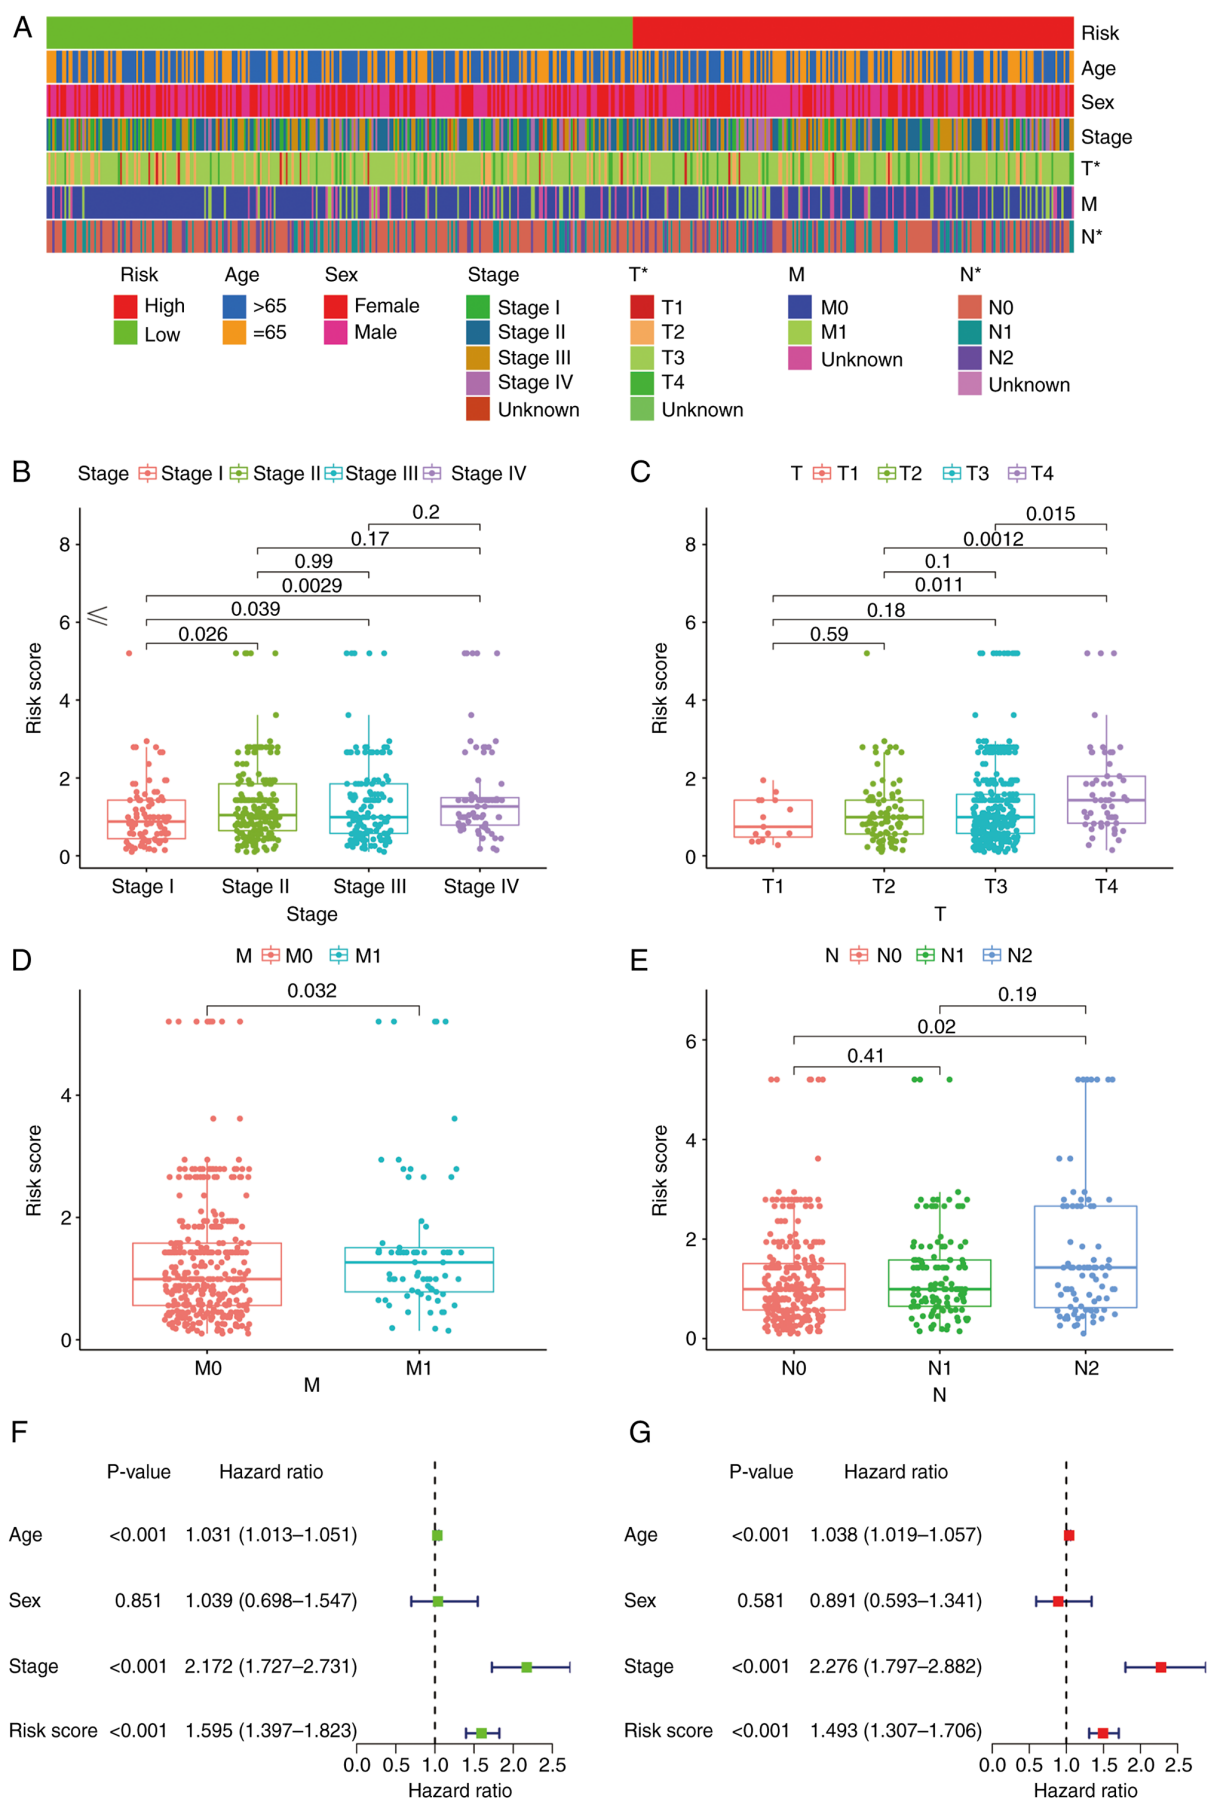 A
Risk
Age
Sex
Stage
T*
M
N*
Risk Age Sex Stage T* M N*
High >65 Female Stage I T1 M0 N0
Low =65 Male Stage II T2 M1 N1
Stage III T3 Unknown N2
Stage IV T4 Unknown
Unknown Unknown
B
Stage Stage I Stage II Stage III Stage IV
0.2
0.17
0.99
0.0029
0.039
0.026
8
6
4
2
0
Risk score
Stage I Stage II Stage III Stage IV
Stage
C
T T1 T2 T3 T4
0.015
0.0012
0.1
0.011
0.18
0.59
8
6
4
2
0
Risk score
T1 T2 T3 T4
T
D
M M0 M1
0.032
4
2
0
Risk score
M0 M1
M
E
N N0 N1 N2
0.19
0.02
0.41
6
4
2
0
Risk score
N0 N1 N2
N
F
P-value Hazard ratio
Age <0.001 1.031 (1.013–1.051)
Sex 0.851 1.039 (0.698–1.547)
Stage <0.001 2.172 (1.727–2.731)
Risk score <0.001 1.595 (1.397–1.823)
0.0 0.5 1.0 1.5 2.0 2.5
Hazard ratio
G
P-value Hazard ratio
Age <0.001 1.038 (1.019–1.057)
Sex 0.581 0.891 (0.593–1.341)
Stage <0.001 2.276 (1.797–2.882)
Risk score <0.001 1.493 (1.307–1.706)
0.0 0.5 1.0 1.5 2.0 2.5
Hazard ratio